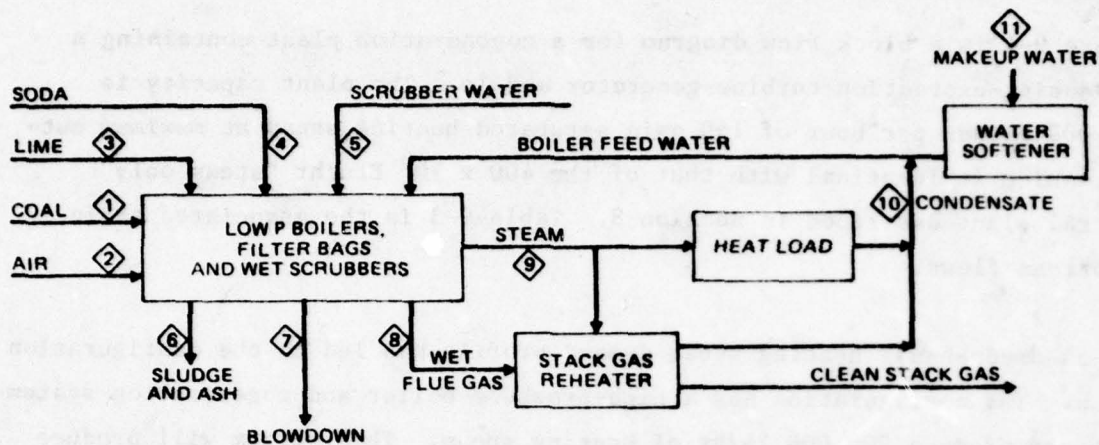 11
MAKEUP WATER
SODA
SCRUBBER WATER
LIME
3
4
5
BOILER FEED WATER
WATER
SOFTENER
COAL
1
10
CONDENSATE
LOW P BOILERS,
FILTER BAGS
AND WET SCRUBBERS
STEAM
9
HEAT LOAD
AIR
2
6
7
8
SLUDGE
AND ASH
WET
FLUE GAS
STACK GAS
REHEATER
CLEAN STACK GAS
BLOWDOWN